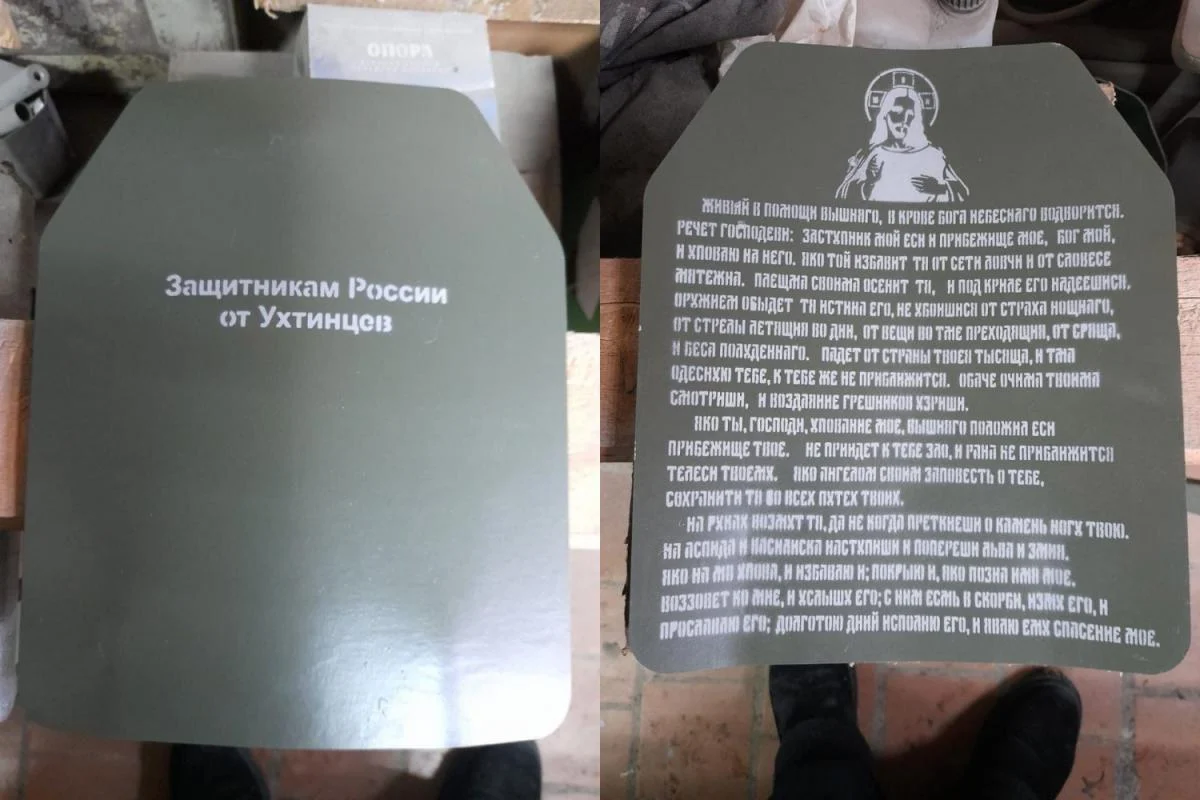 ОПОРА
Защитникам России
от Ухтинцев
ЖИВЫЙ В ПОМОЩИ ВЫШНЯГО, В КРОВЕ БОГА НЕБЕСНАГО ВОДВОРИТСЯ.
РЕЧЕТ ГОСПОДЕВИ: ЗАСТУПНИК МОЙ ЕСИ И ПРИБЕЖИЩЕ МОЕ, БОГ МОЙ,
И УПОВАЮ НА НЕГО. ЯКО ТОЙ ИЗБАВИТ ТЯ ОТ СЕТИ ЛОВЧИ И ОТ СЛОВЕСЕ
МЯТЕЖНА. ПЛЕЩМА СВОИМА ОСЕНИТ ТЯ, И ПОД КРИЛЕ ЕГО НАДЕЕШИСЯ.
ОРУЖИЕМ ОБЫДЕТ ТЯ ИСТИНА ЕГО, НЕ УБОИШИСЯ ОТ СТРАХА НОЩНАГО,
ОТ СТРЕЛЫ ЛЕТЯЩИЯ ВО ДНИ, ОТ ВЕЩИ ВО ТМЕ ПРЕХОДЯЩИЯ, ОТ СРЯЩА,
И БЕСА ПОЛУДЕННАГО. ПАДЕТ ОТ СТРАНЫ ТВОЕЯ ТЫСЯЩА, И ТМА
ОДЕСНУЮ ТЕБЕ, К ТЕБЕ ЖЕ НЕ ПРИБЛИЖИТСЯ. ОБАЧЕ ОЧИМА ТВОИМА
СМОТРИШИ, И ВОЗДАЯНИЕ ГРЕШНИКОВ УЗРИШИ.
ЯКО ТЫ, ГОСПОДИ, УПОВАНИЕ МОЕ, ВЫШНЯГО ПОЛОЖИЛ ЕСИ
ПРИБЕЖИЩЕ ТВОЕ. НЕ ПРИИДЕТ К ТЕБЕ ЗЛО, И РАНА НЕ ПРИБЛИЖИТСЯ
ТЕЛЕСИ ТВОЕМУ. ЯКО АНГЕЛОМ СВОИМ ЗАПОВЕСТЬ О ТЕБЕ,
СОХРАНИТИ ТЯ ВО ВСЕХ ПУТЕХ ТВОИХ.
НА РУКАХ ВОЗМУТ ТЯ, ДА НЕ КОГДА ПРЕТКНЕШИ О КАМЕНЬ НОГУ ТВОЮ.
НА АСПИДА И ВАСИЛИСКА НАСТУПИШИ И ПОПЕРЕШИ ЛЬВА И ЗМИЯ.
ЯКО НА МЯ УПОВА, И ИЗБАВЛЮ И; ПОКРЫЮ И, ЯКО ПОЗНА ИМЯ МОЕ.
ВОЗЗОВЕТ КО МНЕ, И УСЛЫШУ ЕГО; С НИМ ЕСМЬ В СКОРБИ, ИЗМУ ЕГО, И
ПРОСЛАВЛЮ ЕГО; ДОЛГОТОЮ ДНИЙ ИСПОЛНЮ ЕГО, И ЯВЛЮ ЕМУ СПАСЕНИЕ МОЕ.